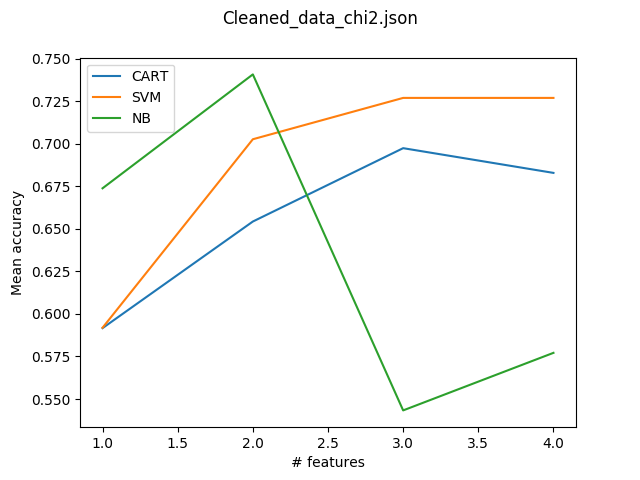 Cleaned_data_chi2.json
CART
SVM
NB
Mean accuracy
0.750
0.725
0.700
0.675
0.650
0.625
0.600
0.575
0.550
1.0 1.5 2.0 2.5 3.0 3.5 4.0
# features